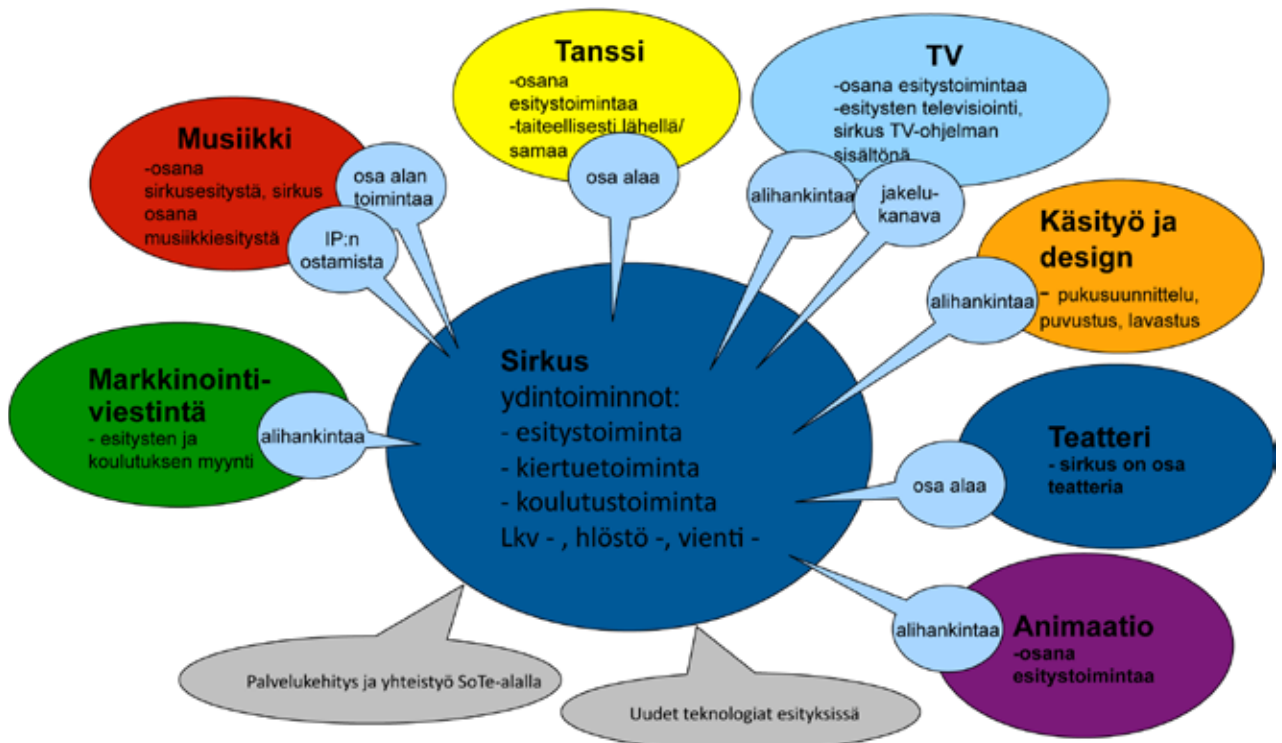 Tanssi
-osana
esitystoimintaa
-taiteellisesti lähellä/
samaa
osa alaa
TV
-osana esitystoimintaa
-esitysten televisiointi,
sirkus TV-ohjelman
sisältönä
alihankintaa
jakelu-
kanava
Musiikki
-osana
sirkusesitystä, sirkus
osana
musiikkiesitystä
osa alan
toimintaa
IP:n
ostamista
Käsityö ja
design
- pukusuunnittelu,
puvustus, lavastus
alihankintaa
Markkinointi-
viestintä
- esitysten ja
koulutuksen myynti
alihankintaa
Sirkus
ydintoiminnot:
- esitystoiminta
- kiertuetoiminta
- koulutustoiminta
Lkv - , hlöstö -, vienti -
Teatteri
- sirkus on osa
teatteria
osa alaa
Animaatio
-osana
esitystoimintaa
alihankintaa
Palvelukehitys ja yhteistyö SoTe-alalla
Uudet teknologiat esityksissä